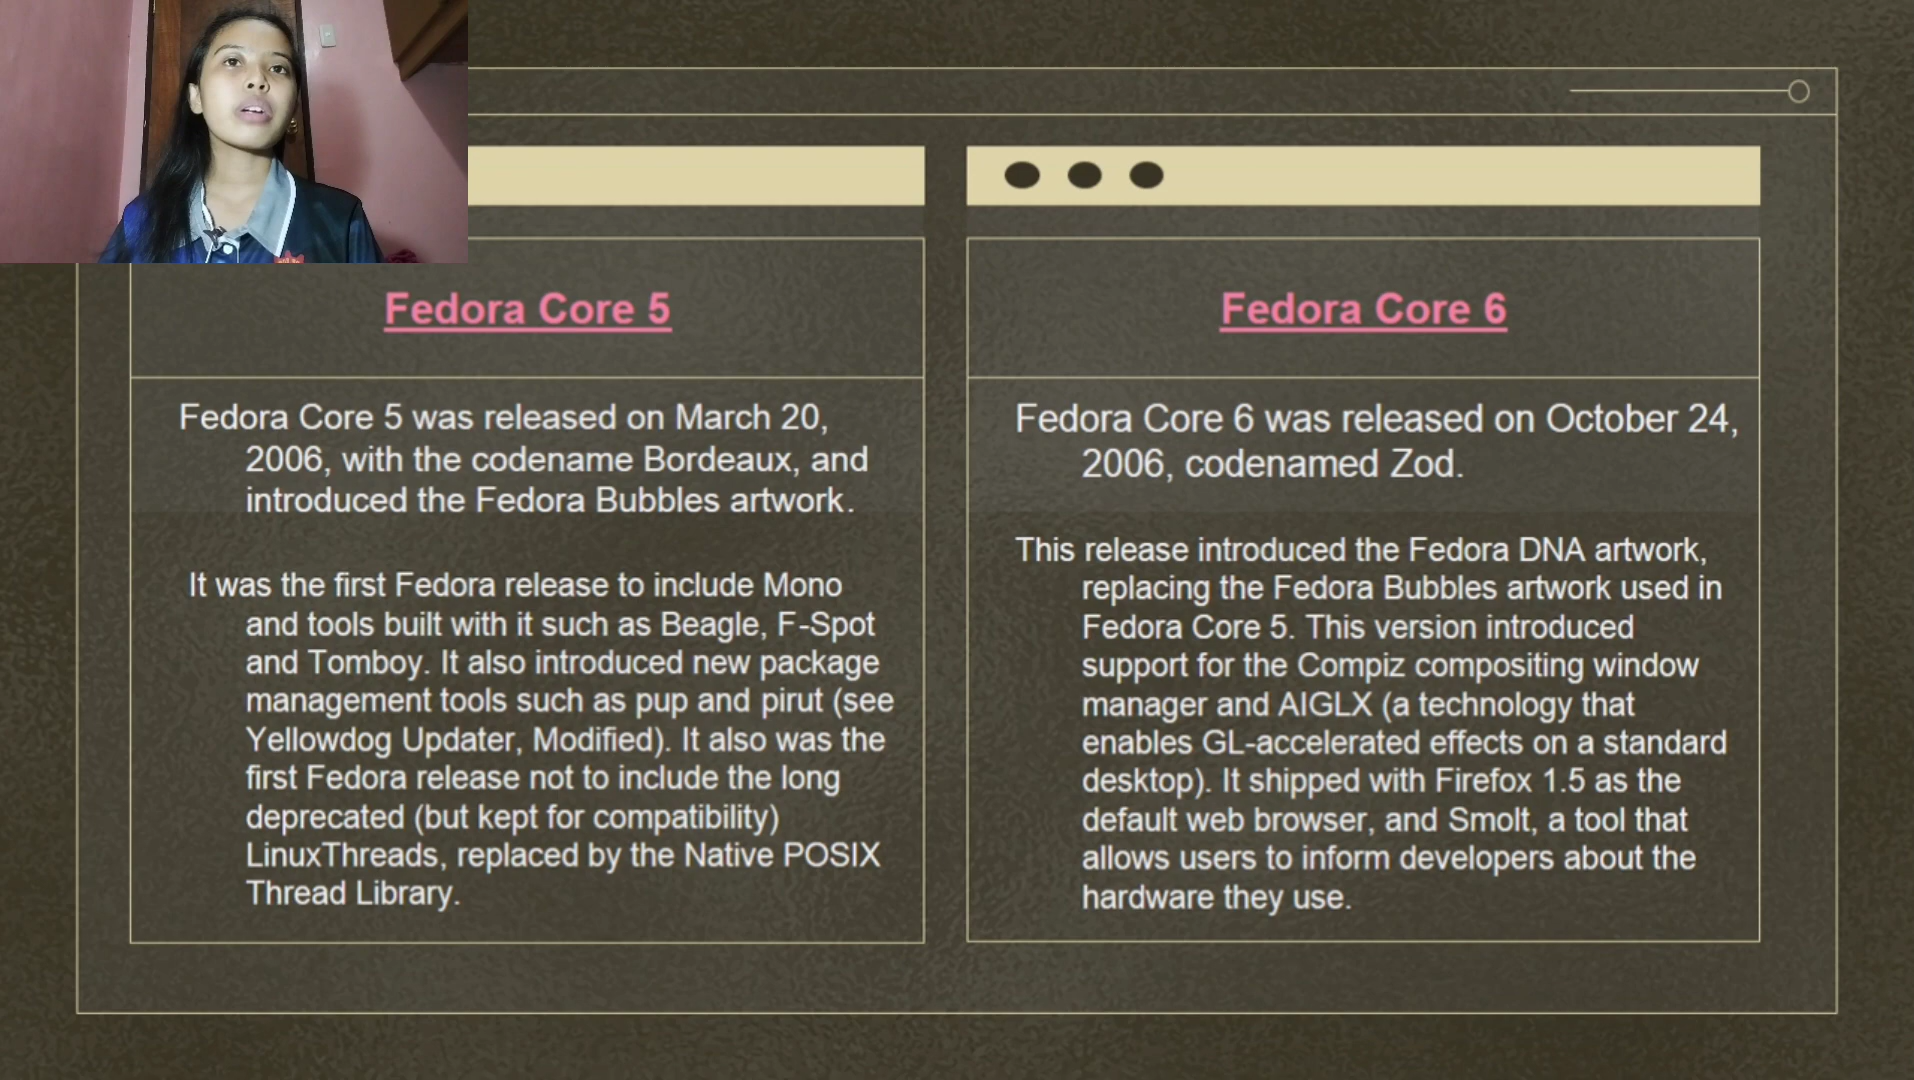 Fedora Core 5
Fedora Core 5 was released on March 20,
2006, with the codename Bordeaux, and
introduced the Fedora Bubbles artwork.
It was the first Fedora release to include Mono
and tools built with it such as Beagle, F-Spot
and Tomboy. It also introduced new package
management tools such as pup and pirut (see
Yellowdog Updater, Modified). It also was the
first Fedora release not to include the long
deprecated (but kept for compatibility)
LinuxThreads, replaced by the Native POSIX
Thread Library.
Fedora Core 6
Fedora Core 6 was released on October 24,
2006, codenamed Zod.
This release introduced the Fedora DNA artwork,
replacing the Fedora Bubbles artwork used in
Fedora Core 5. This version introduced
support for the Compiz compositing window
manager and AIGLX (a technology that
enables GL-accelerated effects on a standard
desktop). It shipped with Firefox 1.5 as the
default web browser, and Smolt, a tool that
allows users to inform developers about the
hardware they use.